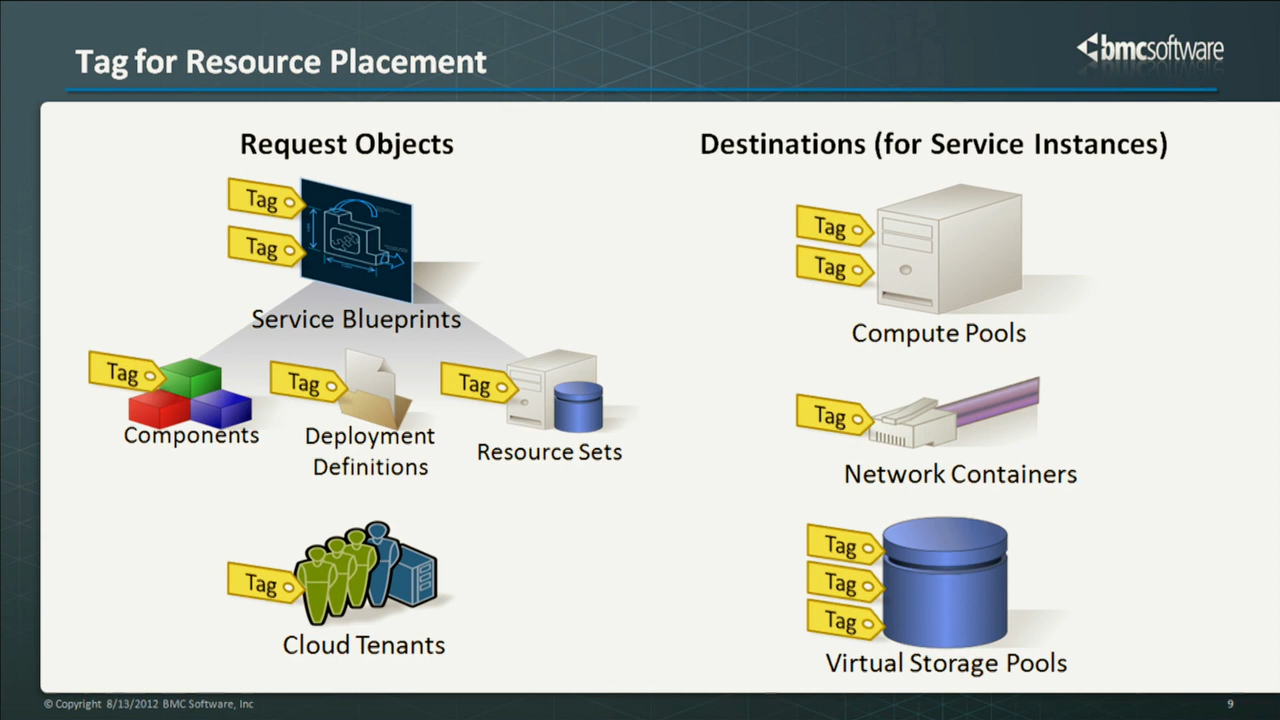 Tag for Resource Placement
bmcsoftware
Request Objects
Tag
Tag
Service Blueprints
Tag
Components
Tag
Deployment
Definitions
Tag
Resource Sets
Tag
Cloud Tenants
Destinations (for Service Instances)
Tag
Tag
Compute Pools
Tag
Network Containers
Tag
Tag
Tag
Virtual Storage Pools
© Copyright 8/13/2012 BMC Software, Inc
9